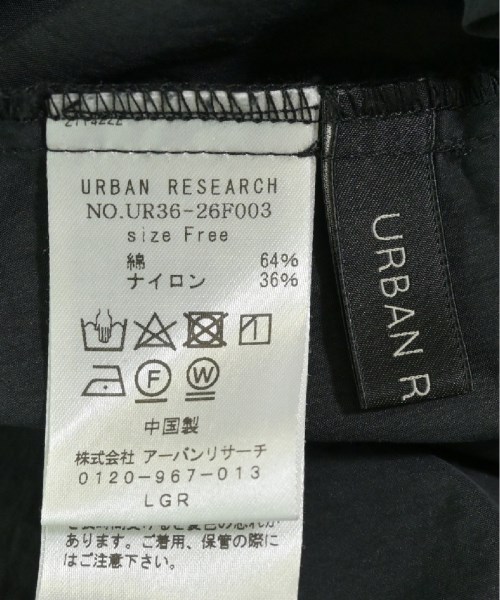 URBAN RESEARCH
NO.UR36-26F003
size Free
綿 64%
ナイロン 36%
F W
中国製
株式会社 アーバンリサーチ
0120-967-013
LGR
あります。ご着用、保管の際に
はご注意下さい。
URBAN R